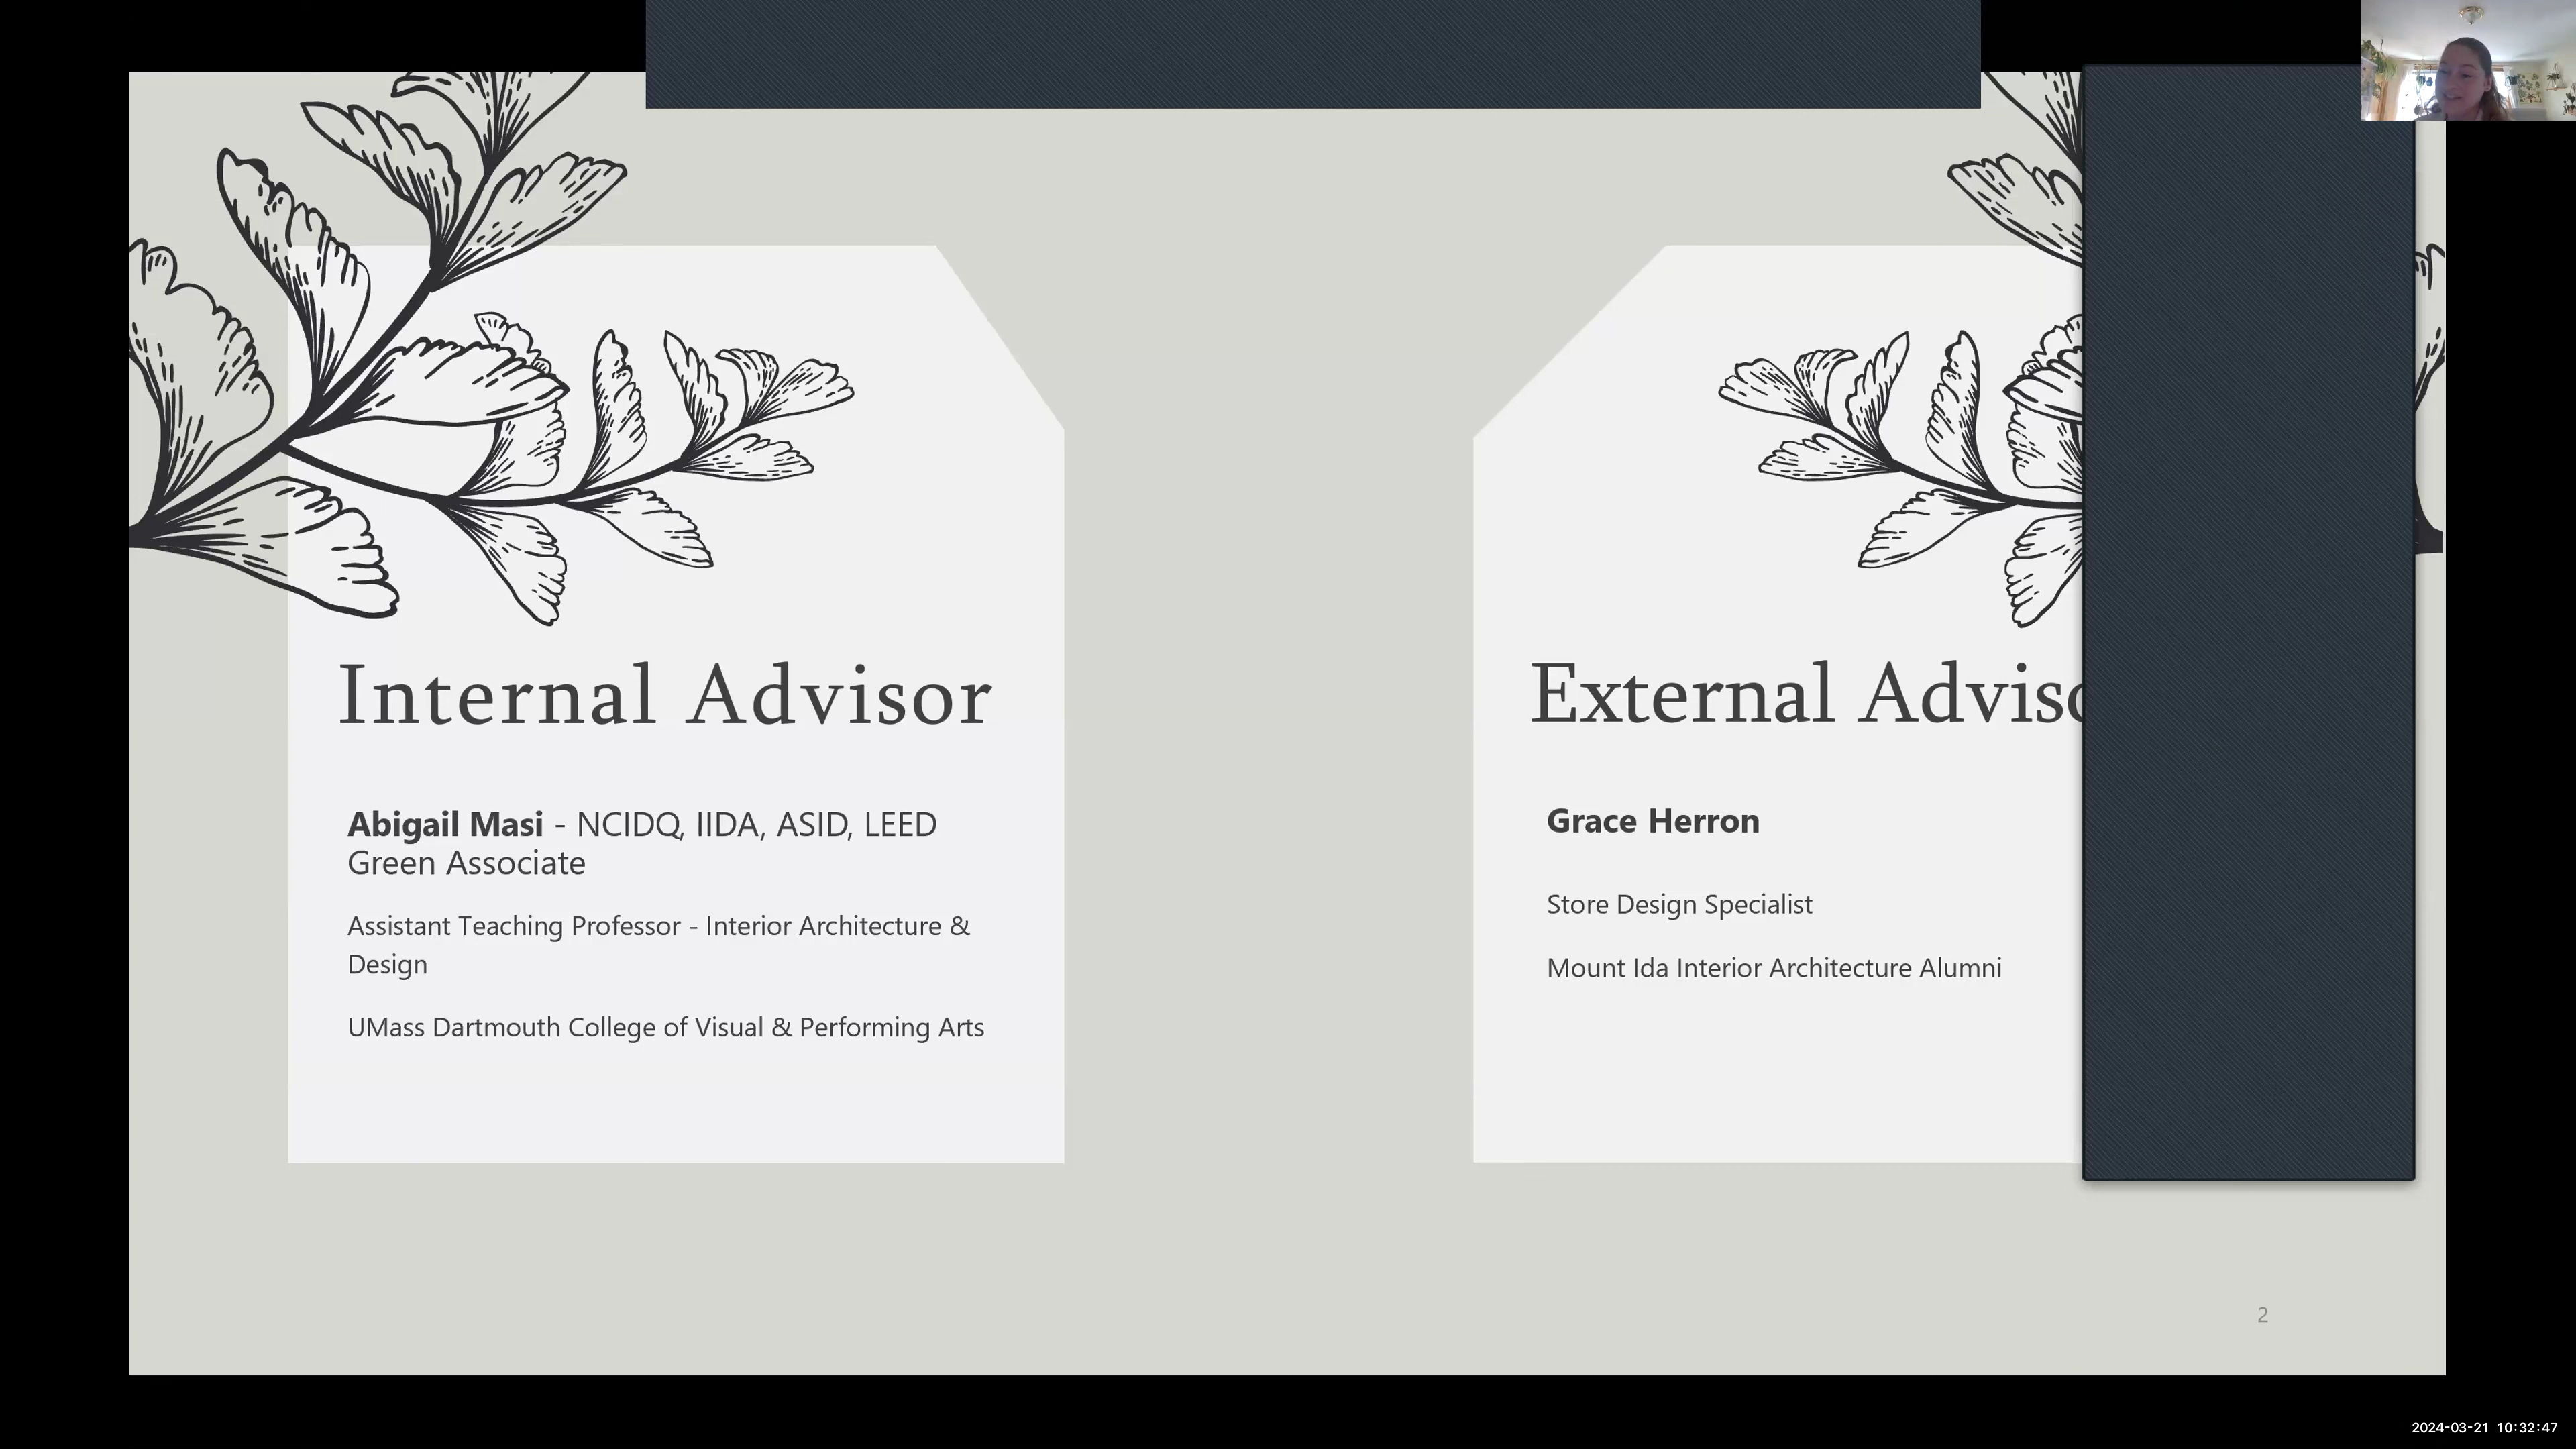 Internal Advisor
Abigail Masi - NCIDQ, IIDA, ASID, LEED
Green Associate
Assistant Teaching Professor - Interior Architecture &
Design
UMass Dartmouth College of Visual & Performing Arts
External
Grace Herron
Store Design Specialist
Mount Ida Interior Architecture Alumni
2
2024-03-21 10:32:47